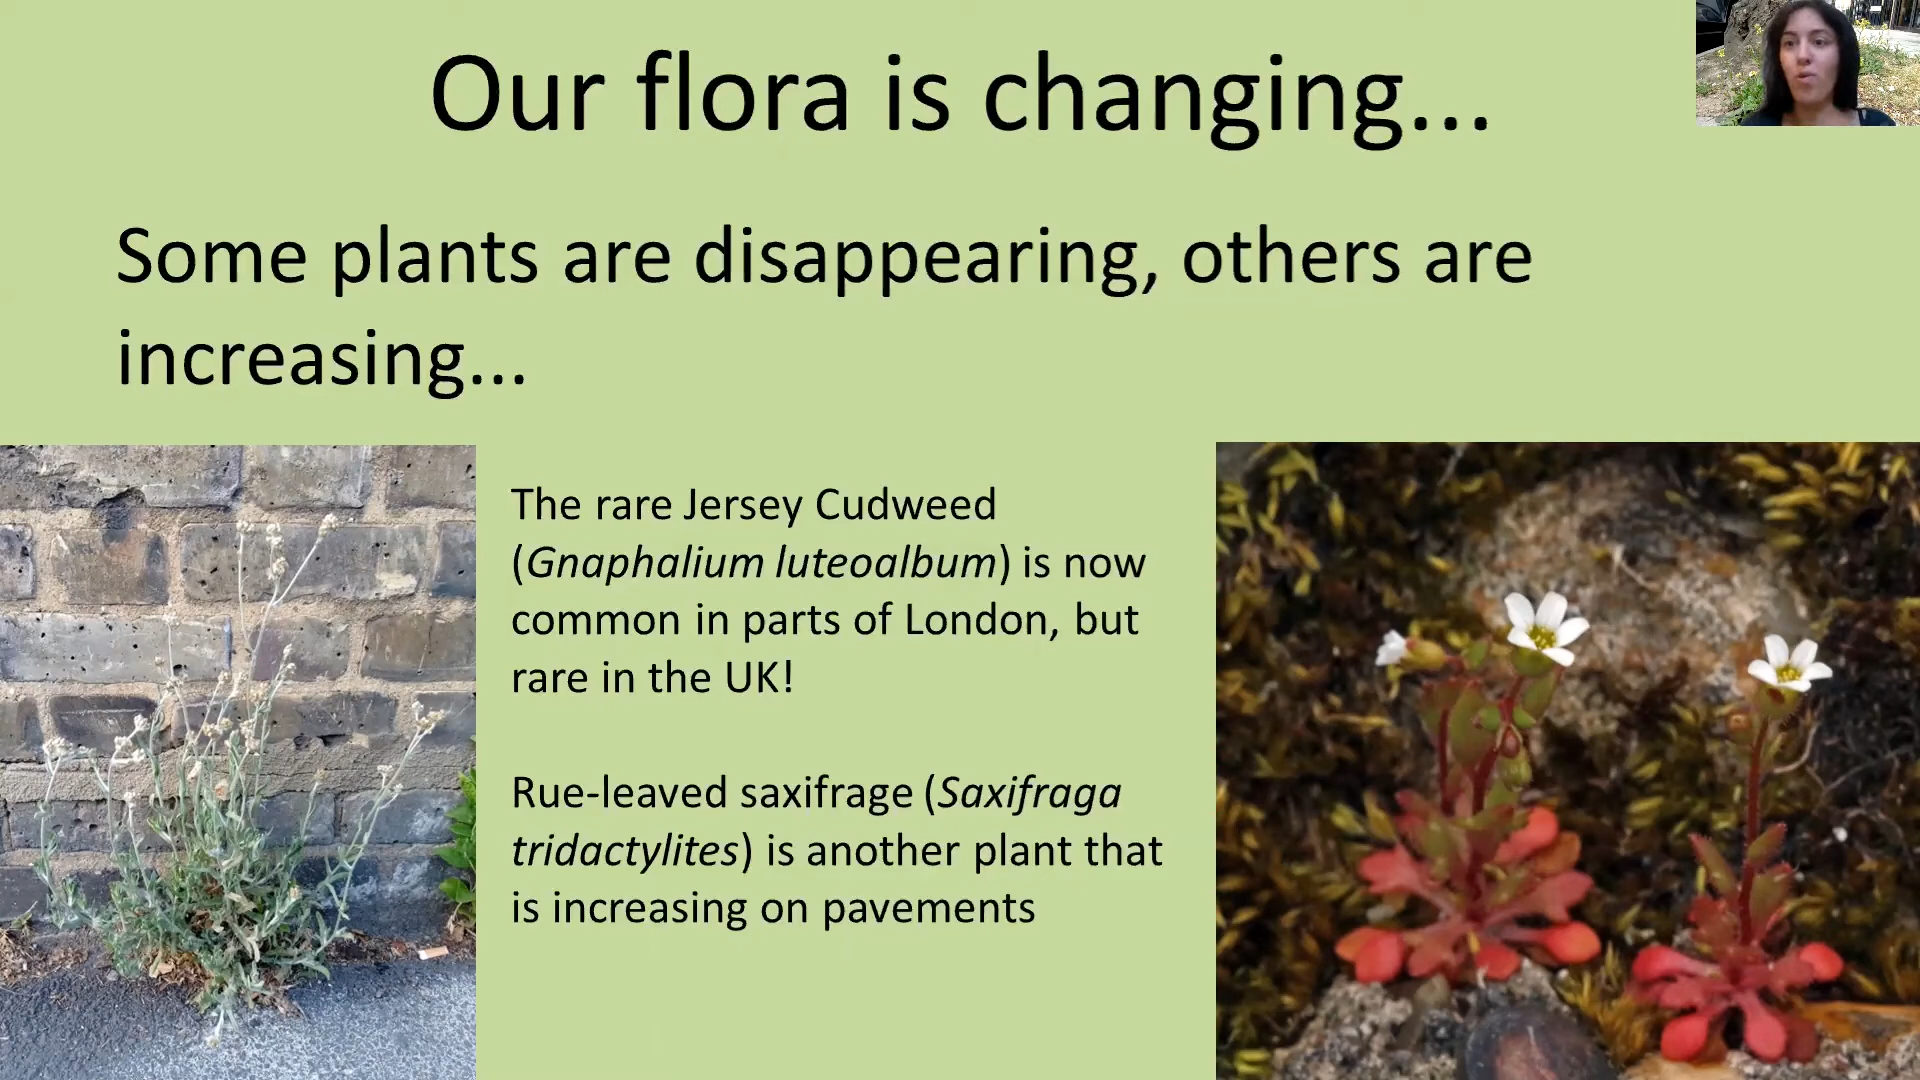 Our flora is changing...
Some plants are disappearing, others are
increasing...
The rare Jersey Cudweed
(Gnaphalium luteoalbum) is now
common in parts of London, but
rare in the UK!
Rue-leaved saxifrage (Saxifraga
tridactylites) is another plant that
is increasing on pavements